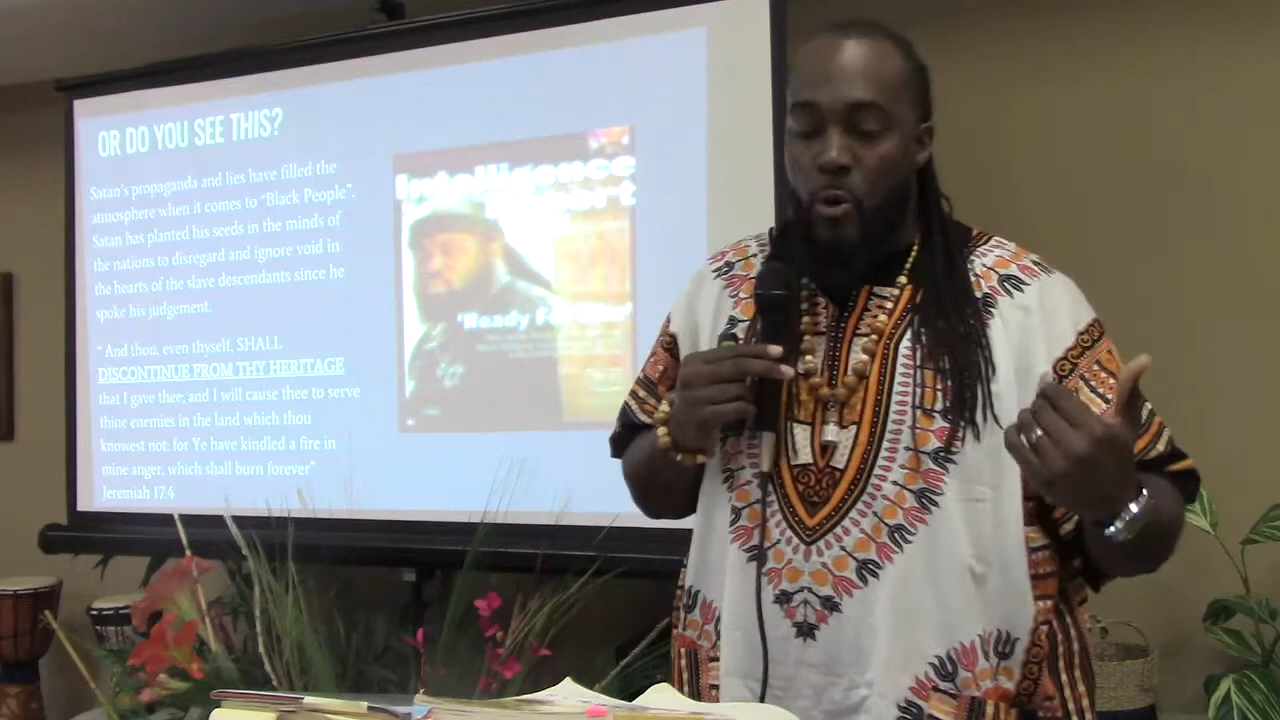 OR DO YOU SEE THIS?
Satan's propaganda and lies have filled the
atmosphere when it comes to "Black People".
Satan has planted his seeds in the minds of
the nations to disregard and ignore void in
the hearts of the slave descendants since he
spoke his judgement.
" And thou, even thyself, SHALL
DISCONTINUE FROM THY HERITAGE
that I gave thee; and I will cause thee to serve
thine enemies in the land which thou
knowest not: for Ye have kindled a fire in
mine anger, which shall burn forever"
Jeremiah 17:4
Intelligence
Report
'Ready For War'